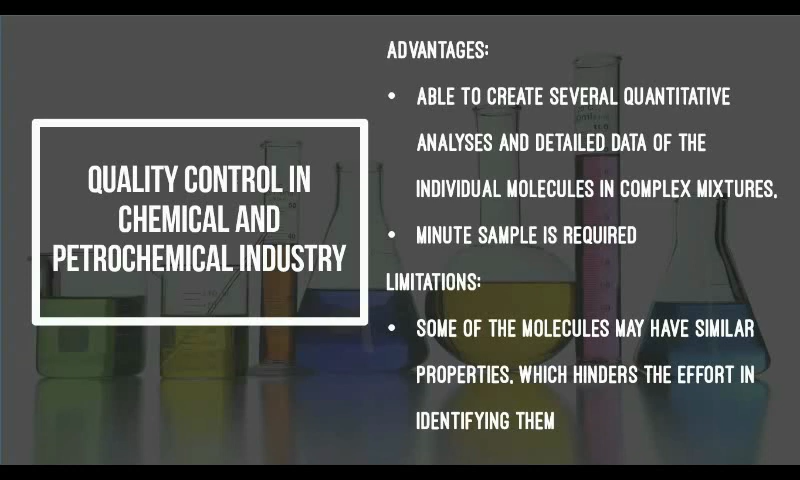 QUALITY CONTROL IN
CHEMICAL AND
PETROCHEMICAL INDUSTRY
ADVANTAGES:
• ABLE TO CREATE SEVERAL QUANTITATIVE
ANALYSES AND DETAILED DATA OF THE
INDIVIDUAL MOLECULES IN COMPLEX MIXTURES,
• MINUTE SAMPLE IS REQUIRED
LIMITATIONS:
• SOME OF THE MOLECULES MAY HAVE SIMILAR
PROPERTIES, WHICH HINDERS THE EFFORT IN
IDENTIFYING THEM